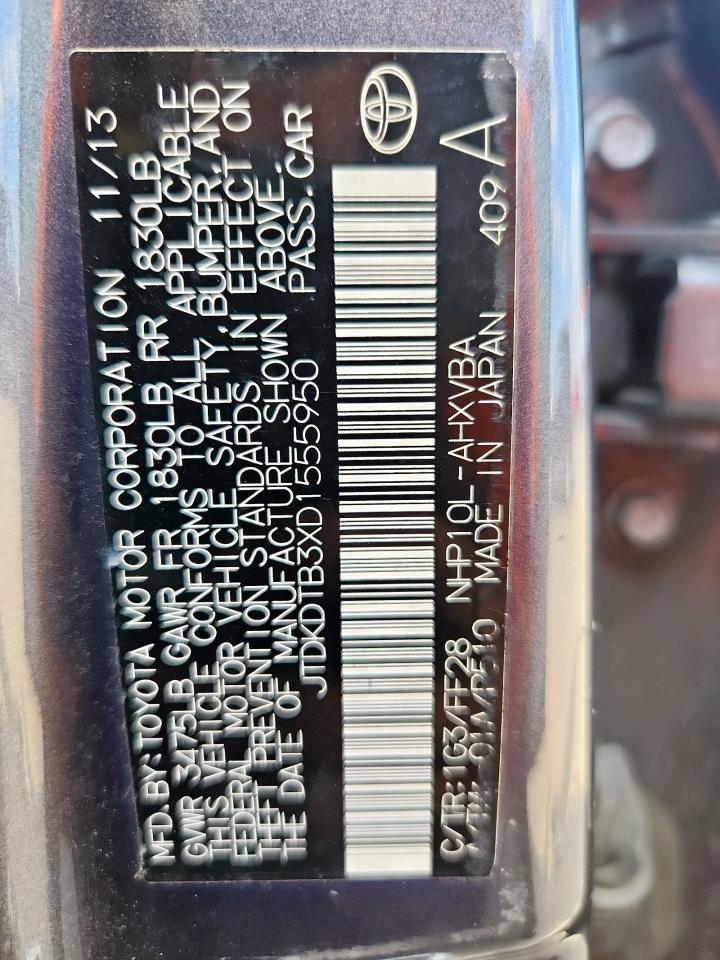 MFD.BY:TOYOTA MOTOR CORPORATION 11/13
GVWR 3475LB GAWR FR 1830LB RR 1830LB
THIS VEHICLE CONFORMS TO ALL APPLICABLE
FEDERAL MOTOR VEHICLE SAFETY,BUMPER,AND
THEFT PREVENTION STANDARDS IN EFFECT ON
THE DATE OF MANUFACTURE SHOWN ABOVE.
JTDKDTB3XD1555950 PASS.CAR
C/TR:1G3/FF28 NHP10L-AHXVBA 409 A
01A/P510 MADE IN JAPAN